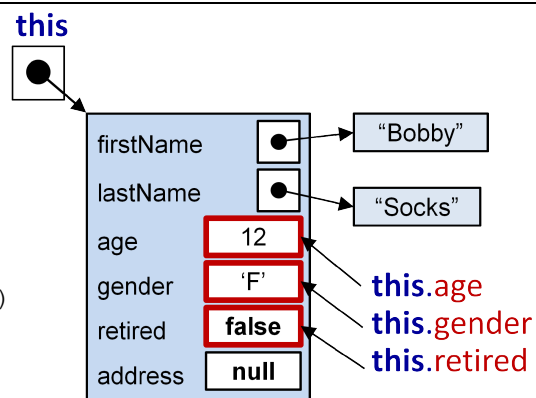 this
firstName
"Bobby"
lastName
"Socks"
age 12
gender 'F'
retired false
address null
this.age
this.gender
this.retired
)